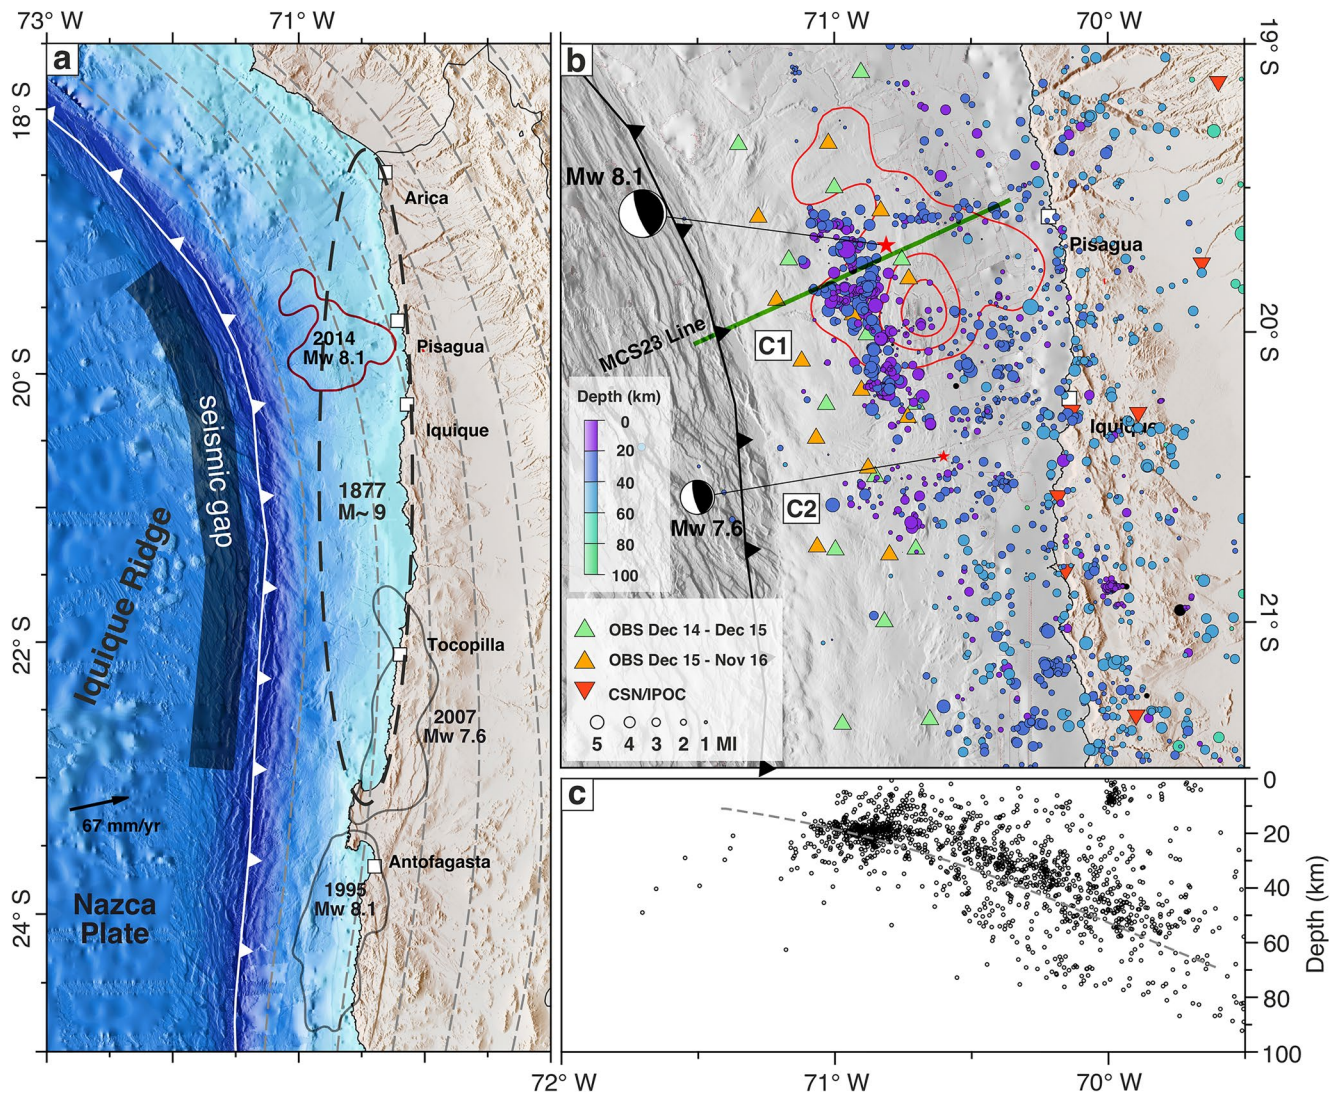 73° W
71° W
71° W
70° W
a
18° S
20° S
22° S
24° S
Arica
Pisagua
Iquique
Tocopilla
Antofagasta
2014
Mw 8.1
1877
M~ 9
2007
Mw 7.6
1995
Mw 8.1
seismic gap
Iquique Ridge
67 mm/yr
Nazca
Plate
b
19° S
20° S
21° S
Mw 8.1
Pisagua
MCS23 Line
C1
Iquique
C2
Mw 7.6
Depth (km)
0
20
40
60
80
100
OBS Dec 14 - Dec 15
OBS Dec 15 - Nov 16
CSN/IPOC
5 4 3 2 1 Ml
c
0
20
40
60
80
100
Depth (km)
72° W
71° W
70° W